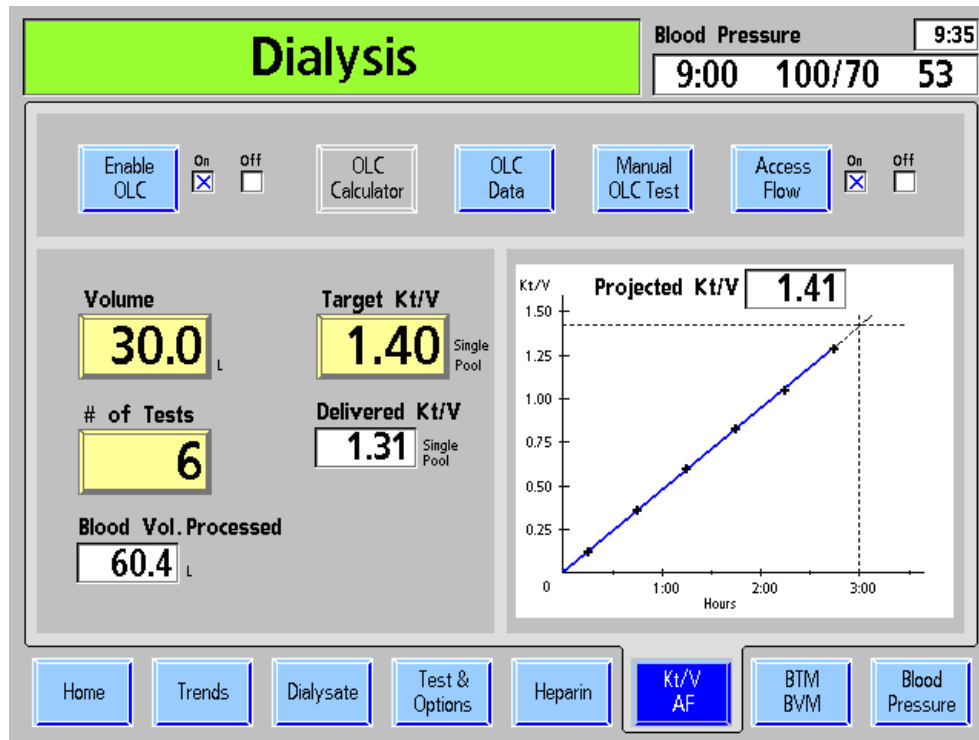 Dialysis
Blood Pressure
9:35
9:00 100/70 53
Enable
OLC
On Off
OLC
Calculator
OLC
Data
Manual
OLC Test
Access
Flow
On Off
Volume
30.0 L
Target Kt/V
1.40 Single
Pool
# of Tests
6
Delivered Kt/V
1.31 Single
Pool
Blood Vol.Processed
60.4 L
Kt/V
Projected Kt/V 1.41
1.50
1.25
1.00
0.75
0.50
0.25
0 1:00 2:00 3:00
Hours
Home
Trends
Dialysate
Test &
Options
Heparin
Kt/V
AF
BTM
BVM
Blood
Pressure